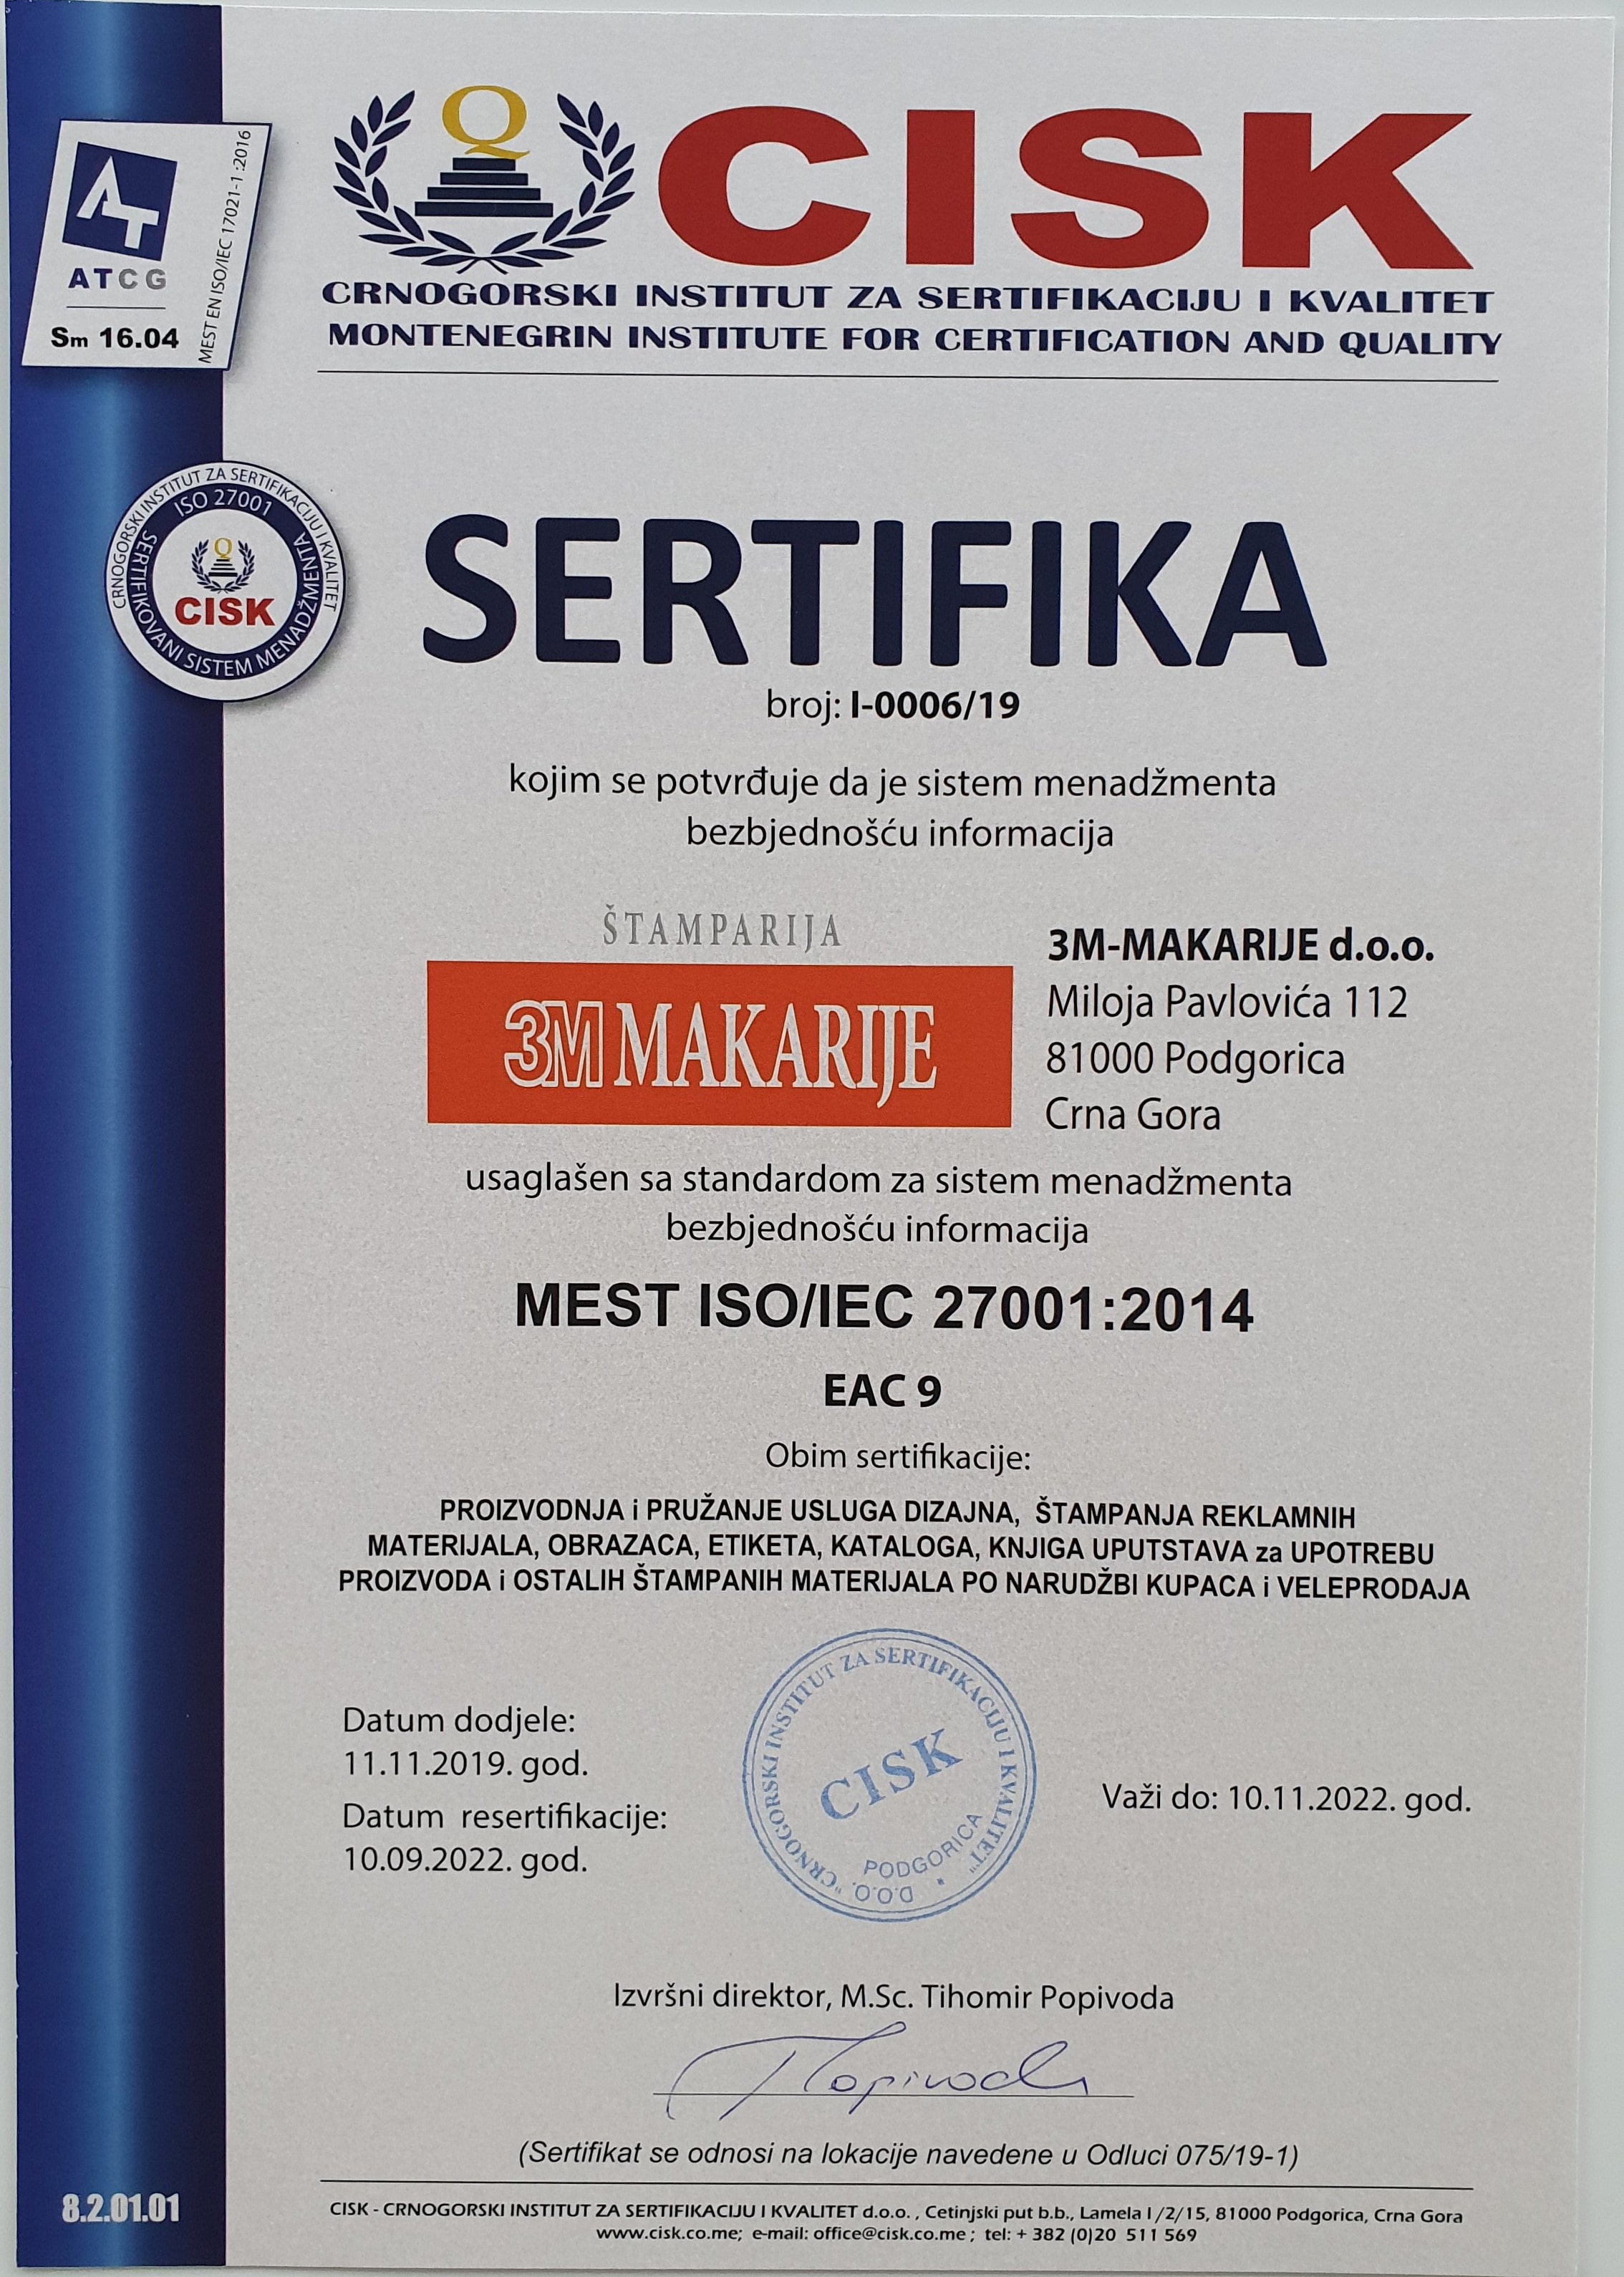 CISK
CRNOGORSKI INSTITUT ZA SERTIFIKACIJU I KVALITET
MONTENEGRIN INSTITUTE FOR CERTIFICATION AND QUALITY
AT
ATCG
Sm 16.04
MEST EN ISO/IEC 17021-1 :2016
CRNOGORSKI INSTITUT ZA SERTIFIKACIJU I KVALITET
ISO 27001
SERTIFIKOVANI SISTEM MENADŽMENTA
Q
CISK
SERTIFIKA
broj: I-0006/19
kojim se potvrđuje da je sistem menadžmenta
bezbjednošću informacija
ŠTAMPARIJA
3M MAKARIJE
3M-MAKARIJE d.o.o.
Miloja Pavlovića 112
81000 Podgorica
Crna Gora
usaglašen sa standardom za sistem menadžmenta
bezbjednošću informacija
MEST ISO/IEC 27001:2014
EAC 9
Obim sertifikacije:
PROIZVODNJA i PRUŽANJE USLUGA DIZAJNA, ŠTAMPANJA REKLAMNIH
MATERIJALA, OBRAZACA, ETIKETA, KATALOGA, KNJIGA UPUTSTAVA za UPOTREBU
PROIZVODA i OSTALIH ŠTAMPANIH MATERIJALA PO NARUDŽBI KUPACA i VELEPRODAJA
Datum dodjele:
11.11.2019. god.
Datum resertifikacije:
10.09.2022. god.
"CRNOGORSKI INSTITUT ZA SERTIFIKACIJU I KVALITET"
CISK
PODGORICA
D.O.O.
Važi do: 10.11.2022. god.
Izvršni direktor, M.Sc. Tihomir Popivoda
TPopivoda
(Sertifikat se odnosi na lokacije navedene u Odluci 075/19-1)
8.2.01.01
CISK - CRNOGORSKI INSTITUT ZA SERTIFIKACIJU I KVALITET d.o.o. , Cetinjski put b.b., Lamela I /2/15, 81000 Podgorica, Crna Gora
www.cisk.co.me; e-mail: office@cisk.co.me ; tel: + 382 (0)20 511 569